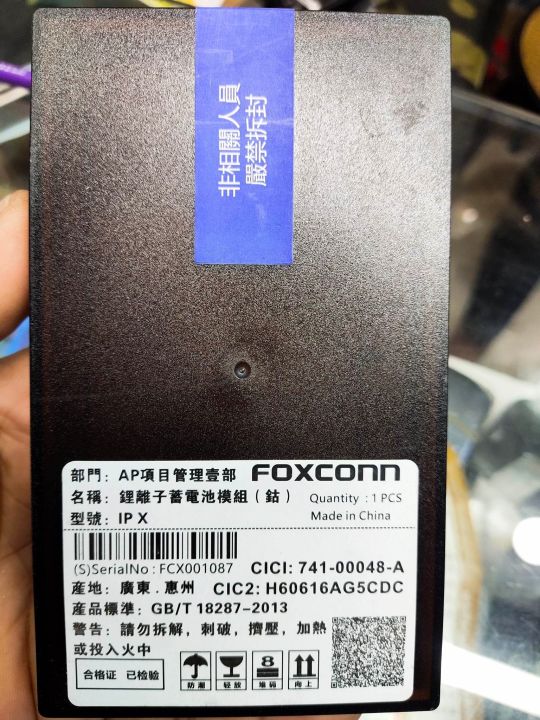 非相關人員
嚴禁拆封
部門：AP項目管理壹部 FOXCONN
名稱：鋰離子蓄電池模組（鈷） Quantity : 1 PCS
型號：IP X Made in China
(S)SerialNo : FCX001087 CICI: 741-00048-A
產地：廣東．惠州 CIC2: H60616AG5CDC
產品標準：GB/T 18287-2013
警告：請勿拆解，刺破，擠壓，加熱
或投入火中
合格证 已检验
防潮 轻放 8 堆码 向上